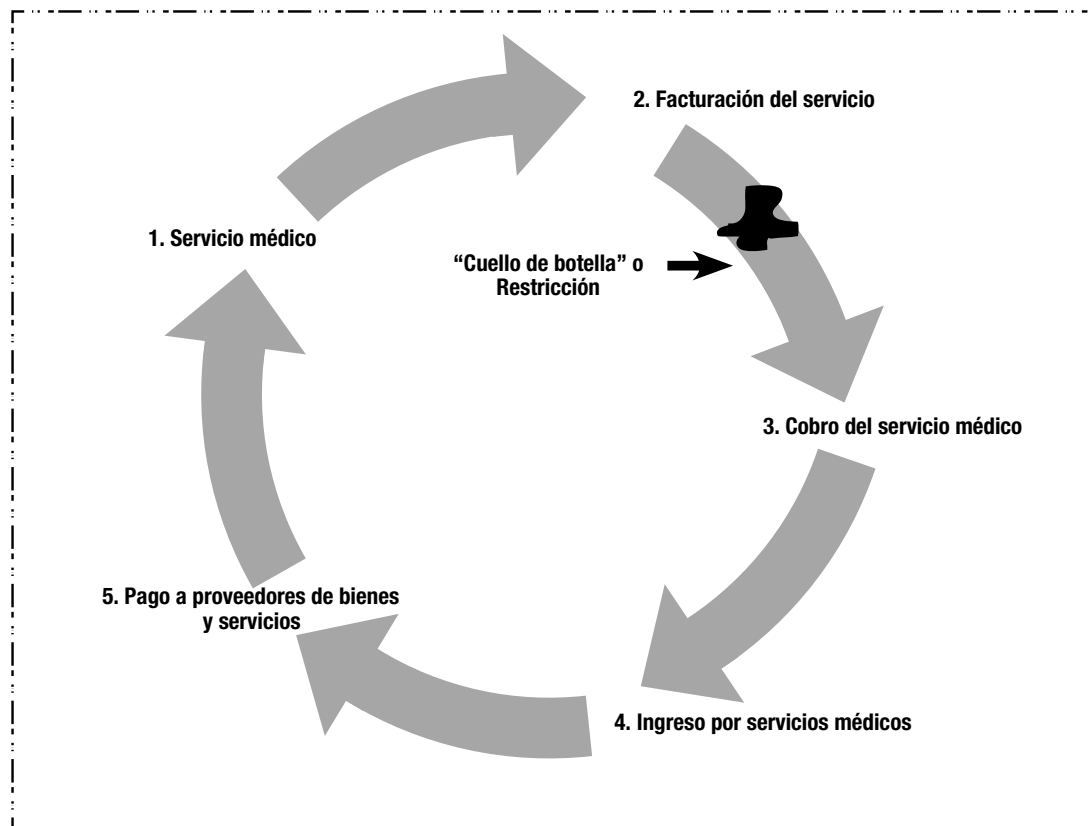 2. Facturación del servicio
1. Servicio médico
“Cuello de botella” o
Restricción
3. Cobro del servicio médico
5. Pago a proveedores de bienes
y servicios
4. Ingreso por servicios médicos